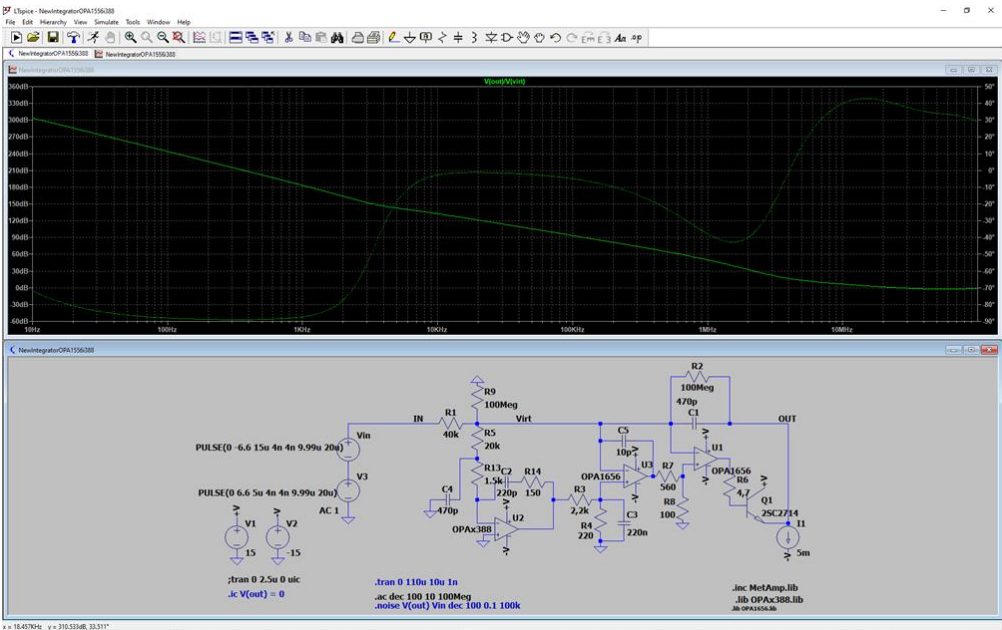 LTspice - NewIntegratorOPA1556i388
File Edit Hierarchy View Simulate Tools Window Help
NewIntegratorOPA1556i388 NewIntegratorOPA1556i388
NewIntegratorOPA1556i388
V(out)/V(virt)
360dB 50°
330dB 40°
300dB 30°
270dB 20°
240dB 10°
210dB 0°
180dB -10°
150dB -20°
120dB -30°
90dB -40°
60dB -50°
30dB -60°
0dB -70°
-30dB -80°
-60dB -90°
10Hz 100Hz 1KHz 10KHz 100KHz 1MHz 10MHz
NewIntegratorOPA1556i388
R2
100Meg
470p
C1
R9
100Meg
IN R1 Virt OUT
40k
R5
20k
Vin
PULSE(0 -6.6 15u 4n 4n 9.99u 20u)
C5
10p
U3
OPA1656
U1
OPA1656
R13
1.5k
C2
220p
R14
150
R7
560
R6
4,7
V3
PULSE(0 6.6 5u 4n 4n 9.99u 20u)
AC 1
C4
470p
R3
2,2k
R8
100
Q1
2SC2714
U2
OPAx388
R4
220
C3
220n
I1
5m
V1
15
V2
-15
;tran 0 2.5u 0 uic
.ic V(out) = 0
.tran 0 110u 10u 1n
.ac dec 100 10 100Meg
.noise V(out) Vin dec 100 0.1 100k
.inc MetAmp.lib
.lib OPAx388.lib
.lib OPA1656.lib
x = 18.457KHz y = 310.533dB, 33.511°